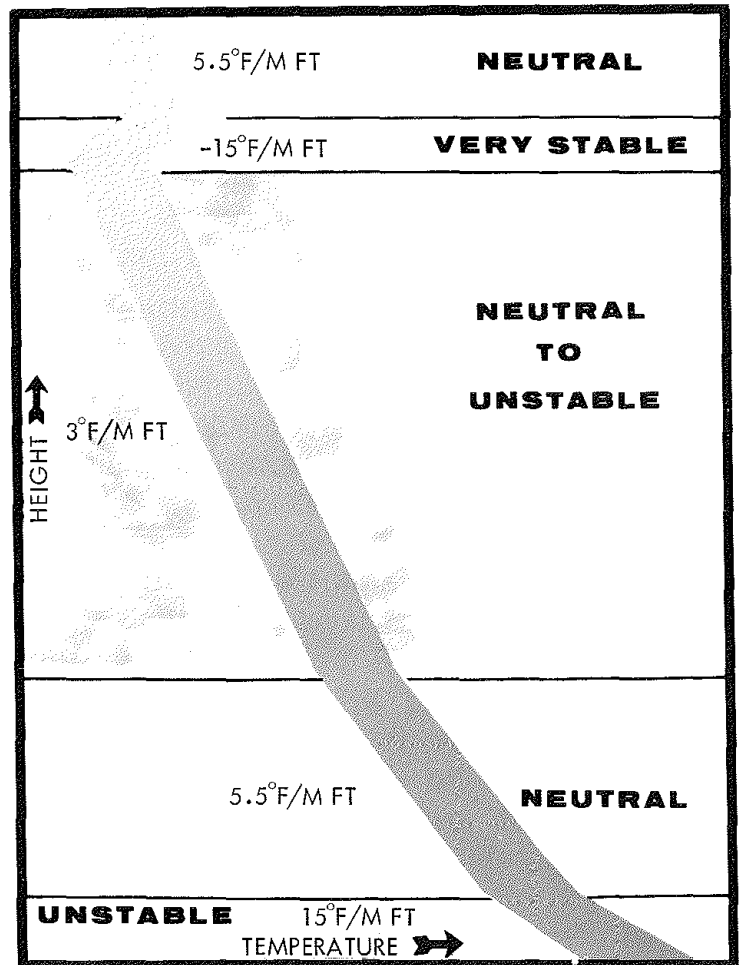 5.5°F/M FT NEUTRAL
-15°F/M FT VERY STABLE
NEUTRAL
TO
UNSTABLE
HEIGHT
3°F/M FT
5.5°F/M FT NEUTRAL
UNSTABLE 15°F/M FT
TEMPERATURE